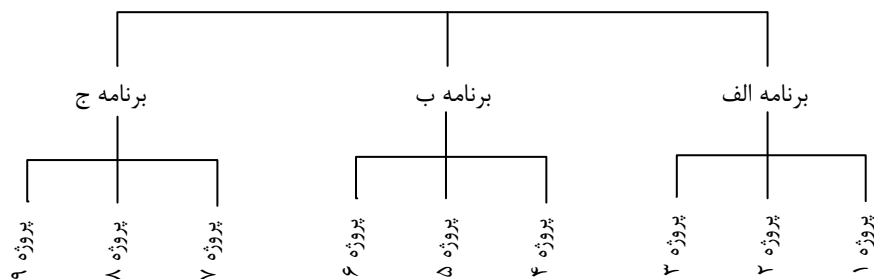 برنامه الف
برنامه ب
برنامه ج
پروژه ۱
پروژه ۲
پروژه ۳
پروژه ۴
پروژه ۵
پروژه ۶
پروژه ۷
پروژه ۸
پروژه ۹